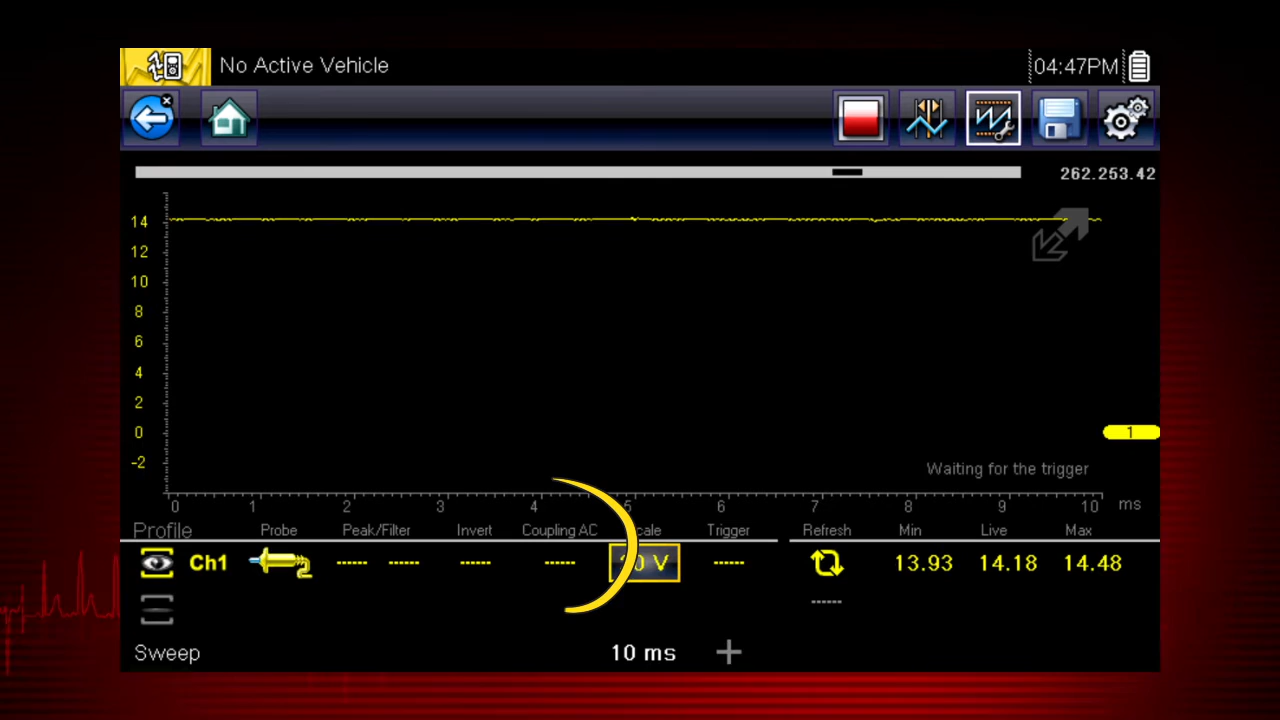 No Active Vehicle
04:47PM
262.253.42
14
12
10
8
6
4
2
0
-2
1
Waiting for the trigger
0 1 2 3 4 5 6 7 8 9 10 ms
Profile Probe Peak/Filter Invert Coupling AC Trigger Refresh Min Live Max
Ch1 ----- ----- ----- ----- V ----- 13.93 14.18 14.48
-----
Sweep 10 ms +